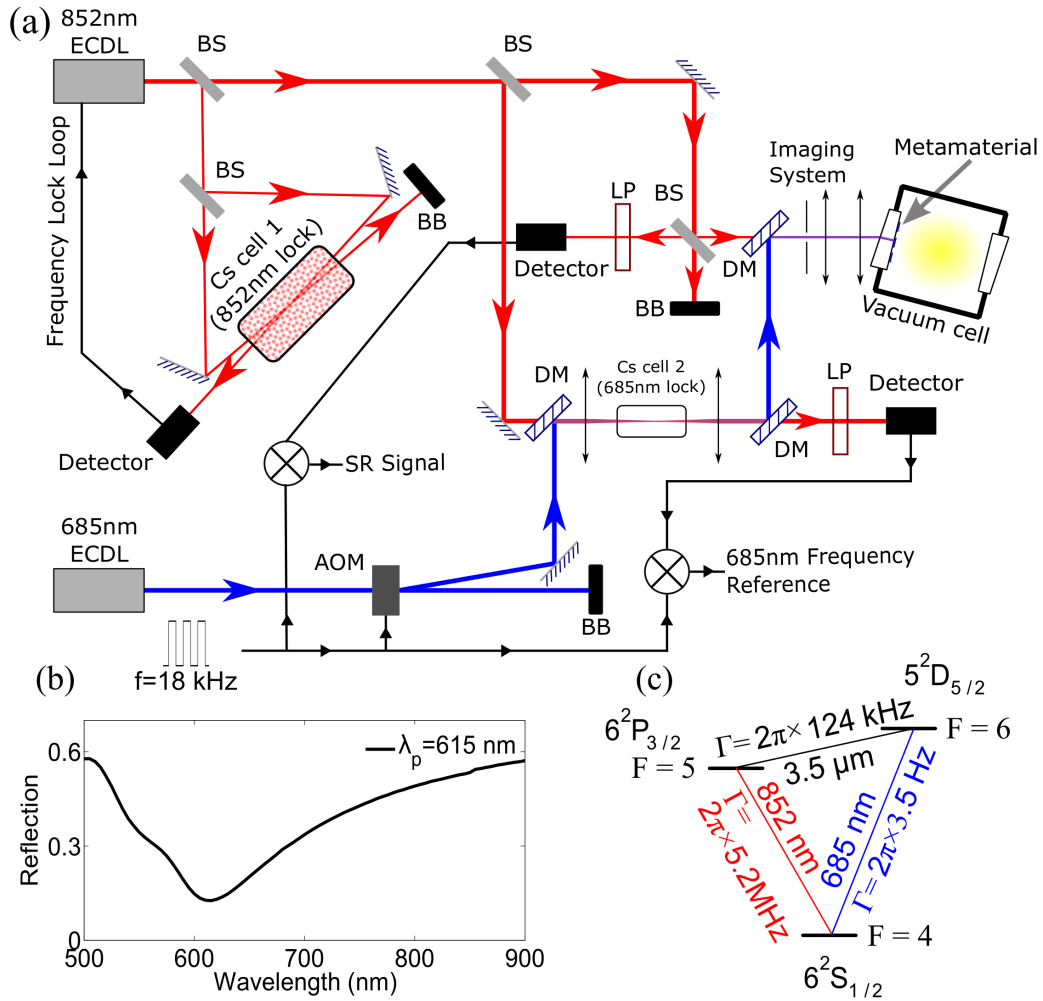 (a)
852nm
ECDL
BS
BS
Frequency Lock Loop
BS
BB
Cs cell 1
(852nm lock)
Detector
LP
Detector
BS
BB
DM
Imaging
System
Metamaterial
Vacuum cell
DM
Cs cell 2
(685nm lock)
LP
Detector
DM
SR Signal
685nm
ECDL
AOM
BB
685nm Frequency
Reference
f=18 kHz
(b)
0.6
0.3
0
Reflection
λp=615 nm
500
600
700
800
900
Wavelength (nm)
(c)
5²D5/2
6²P3/2
F = 5
F = 6
Γ= 2π× 124 kHz
3.5 μm
852 nm
Γ=
2π×5.2MHz
685 nm
Γ= 2π×3.5 Hz
F = 4
6²S1/2